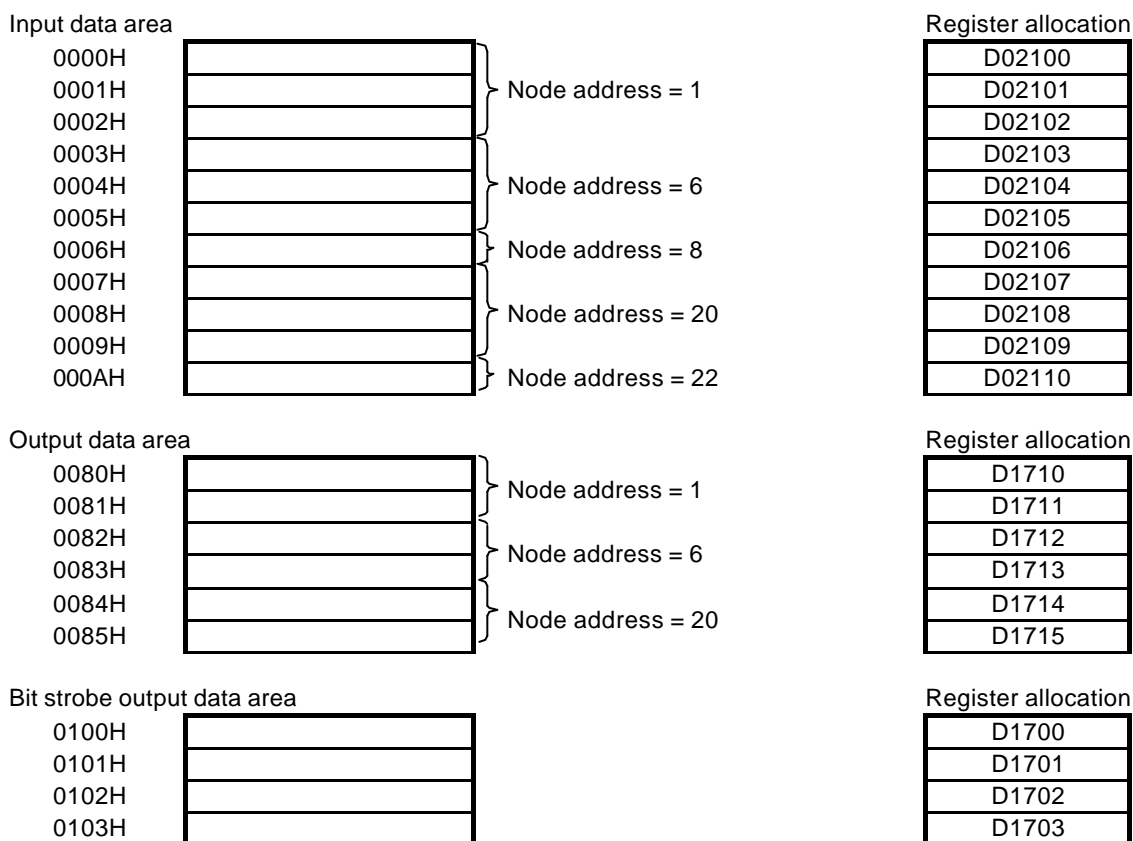 Input data area Register allocation
0000H D02100
0001H Node address = 1 D02101
0002H D02102
0003H D02103
0004H Node address = 6 D02104
0005H D02105
0006H Node address = 8 D02106
0007H D02107
0008H Node address = 20 D02108
0009H D02109
000AH Node address = 22 D02110
Output data area Register allocation
0080H D1710
Node address = 1
0081H D1711
0082H D1712
Node address = 6
0083H D1713
0084H D1714
Node address = 20
0085H D1715
Bit strobe output data area Register allocation
0100H D1700
0101H D1701
0102H D1702
0103H D1703